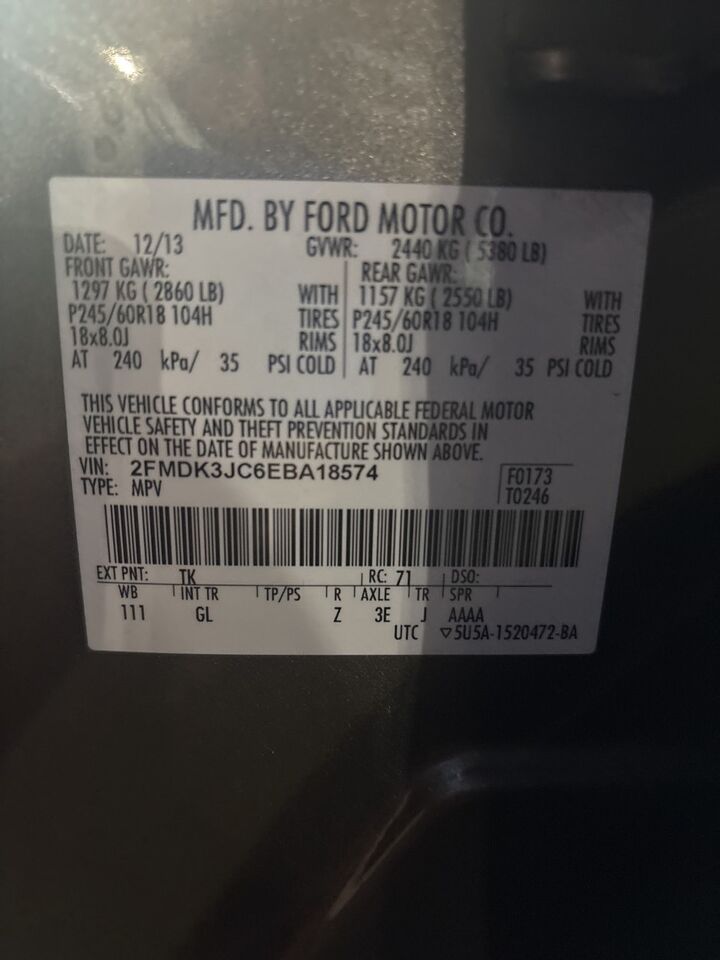 MFD. BY FORD MOTOR CO.
DATE: 12/13 GVWR: 2440 KG ( 5380 LB)
FRONT GAWR: REAR GAWR:
1297 KG ( 2860 LB) WITH 1157 KG ( 2550 LB) WITH
P245/60R18 104H TIRES P245/60R18 104H TIRES
18x8.0J RIMS 18x8.0J RIMS
AT 240 kPa/ 35 PSI COLD AT 240 kPa/ 35 PSI COLD
THIS VEHICLE CONFORMS TO ALL APPLICABLE FEDERAL MOTOR
VEHICLE SAFETY AND THEFT PREVENTION STANDARDS IN
EFFECT ON THE DATE OF MANUFACTURE SHOWN ABOVE.
VIN: 2FMDK3JC6EBA18574 F0173
TYPE: MPV T0246
EXT PNT: TK RC: 71 DSO:
WB INT TR TP/PS R AXLE TR SPR
111 GL Z 3E J AAAA
UTC ▽5U5A-1520472-BA